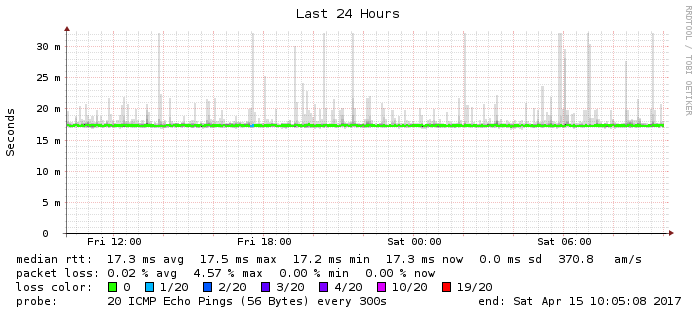 Last 24 Hours
RRDTOOL / TOBI OETIKER
Seconds
30 m
25 m
20 m
15 m
10 m
5 m
0
Fri 12:00 Fri 18:00 Sat 00:00 Sat 06:00
median rtt: 17.3 ms avg 17.5 ms max 17.2 ms min 17.3 ms now 0.0 ms sd 370.8 am/s
packet loss: 0.02 % avg 4.57 % max 0.00 % min 0.00 % now
loss color: 0 1/20 2/20 3/20 4/20 10/20 19/20
probe: 20 ICMP Echo Pings (56 Bytes) every 300s end: Sat Apr 15 10:05:08 2017